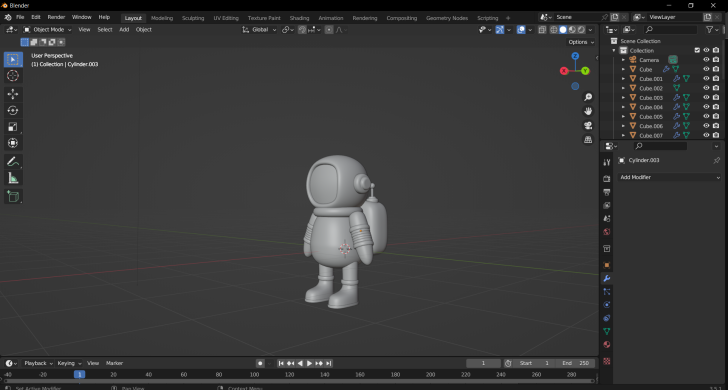 Blender
File Edit Render Window Help
Layout Modeling Sculpting UV Editing Texture Paint Shading Animation Rendering Compositing Geometry Nodes Scripting +
Scene
ViewLayer
Object Mode View Select Add Object
Global
Options
User Perspective
(1) Collection | Cylinder.003
Z
X
Y
Scene Collection
Collection
Camera
Cube
Cube.001
Cube.002
Cube.003
Cube.004
Cube.005
Cube.006
Cube.007
Cylinder.003
Add Modifier
Playback Keying View Marker
1
Start 1
End 250
-40 -20 1 20 40 60 80 100 120 140 160 180 200 220 240 260 280
Set Active Modifier Pan View Context Menu